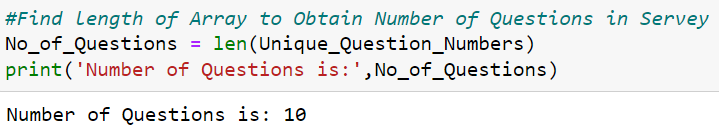 #Find Length of Array to Obtain Number of Questions in Servey
No_of_Questions = len(Unique_Question_Numbers)
print('Number of Questions is:',No_of_Questions)
Number of Questions is: 10